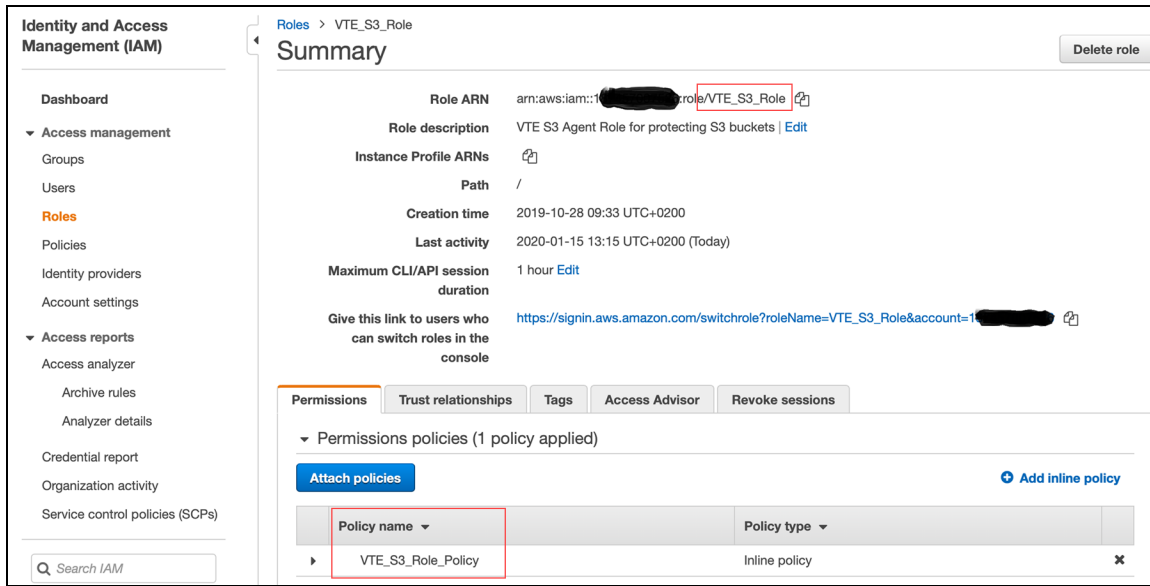 Identity and Access
Management (IAM)
Dashboard
Access management
Groups
Users
Roles
Policies
Identity providers
Account settings
Access reports
Access analyzer
Archive rules
Analyzer details
Credential report
Organization activity
Service control policies (SCPs)
Search IAM
Roles > VTE_S3_Role
Summary
Delete role
Role ARN arn:aws:iam::1 :role/VTE_S3_Role
Role description VTE S3 Agent Role for protecting S3 buckets | Edit
Instance Profile ARNs
Path /
Creation time 2019-10-28 09:33 UTC+0200
Last activity 2020-01-15 13:15 UTC+0200 (Today)
Maximum CLI/API session 1 hour Edit
duration
Give this link to users who https://signin.aws.amazon.com/switchrole?roleName=VTE_S3_Role&account=1
can switch roles in the
console
Permissions Trust relationships Tags Access Advisor Revoke sessions
Permissions policies (1 policy applied)
Attach policies Add inline policy
Policy name Policy type
VTE_S3_Role_Policy Inline policy